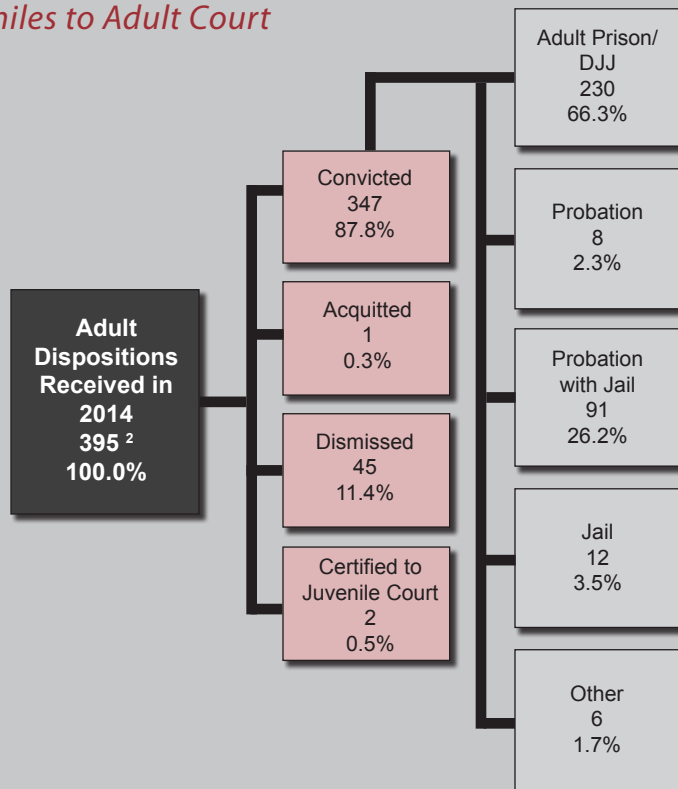 to Adult Court
Adult
Dispositions
Received in
2014
395 ²
100.0%
Convicted
347
87.8%
Acquitted
1
0.3%
Dismissed
45
11.4%
Certified to
Juvenile Court
2
0.5%
Adult Prison/
DJJ
230
66.3%
Probation
8
2.3%
Probation
with Jail
91
26.2%
Jail
12
3.5%
Other
6
1.7%